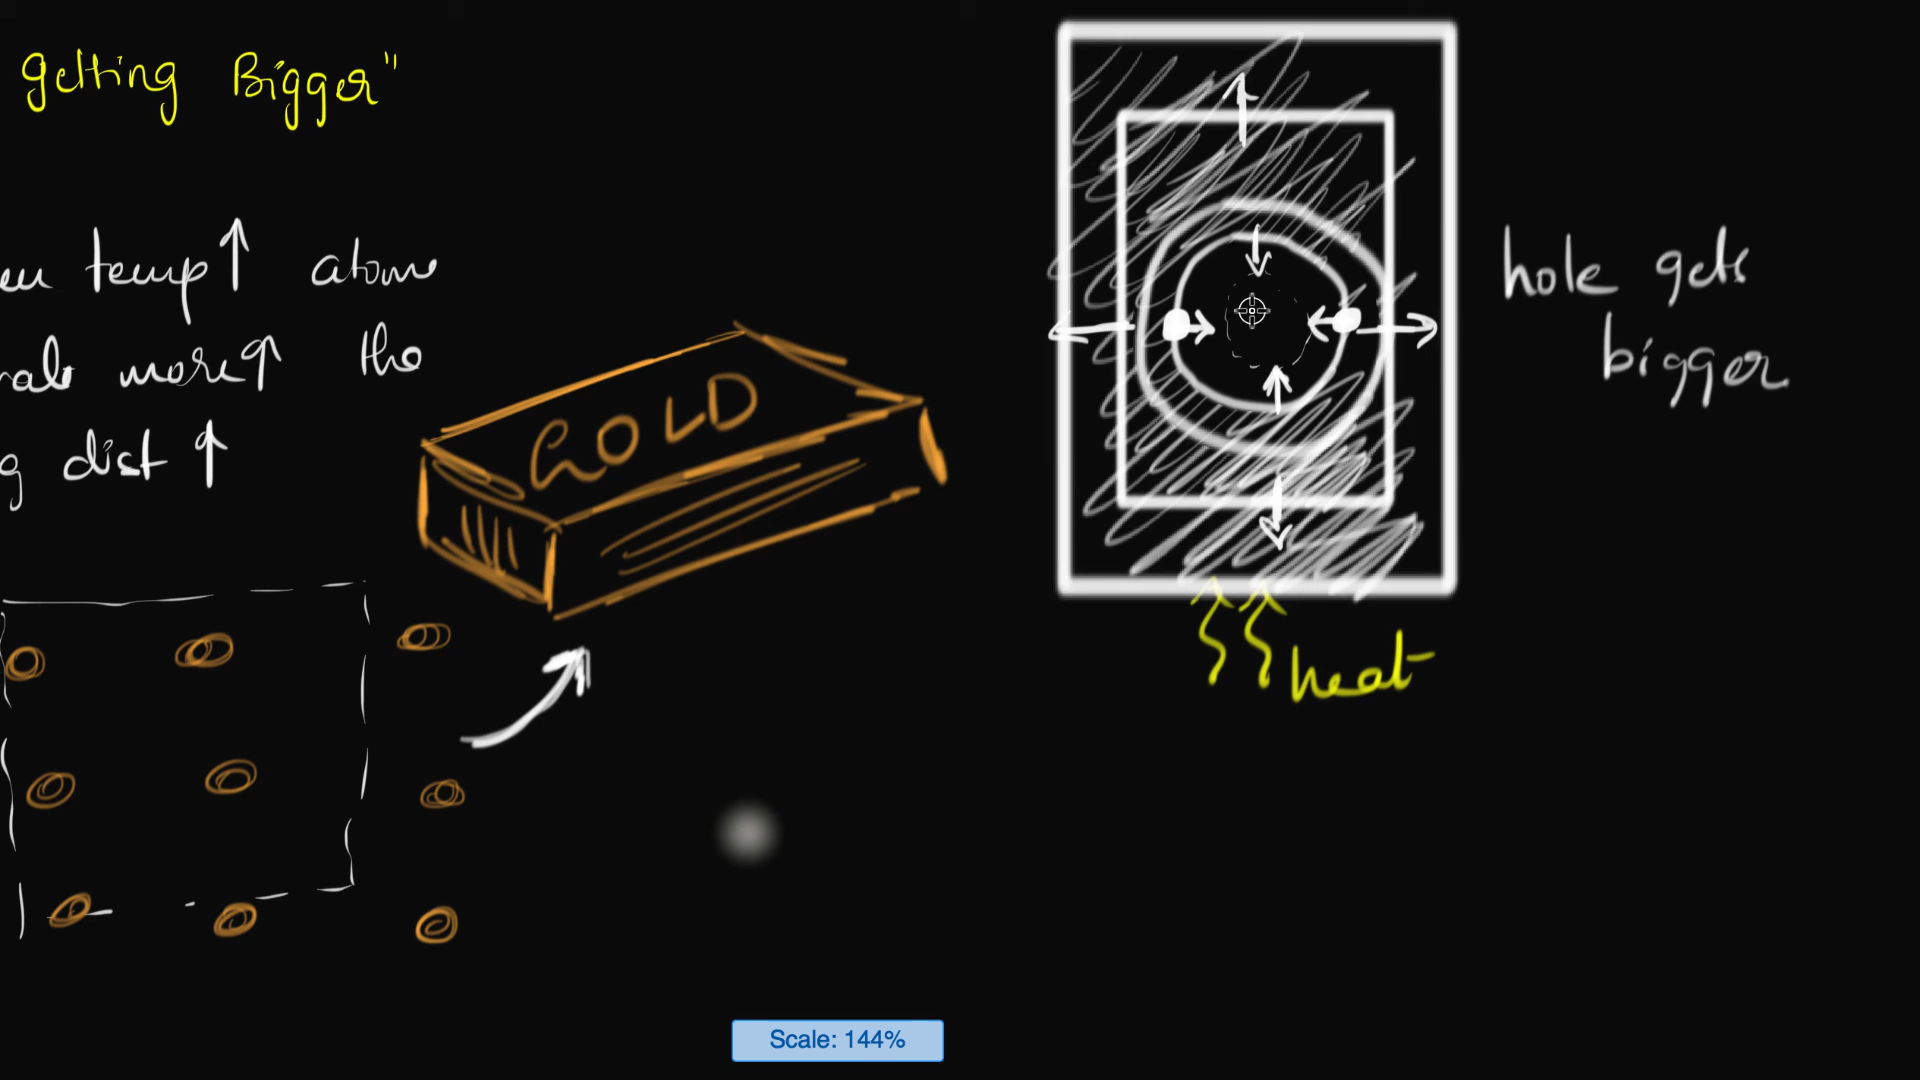 getting Bigger"
temp↑ atoms
more↑ the
dist ↑
GOLD
hole gets
bigger
heat
Scale: 144%